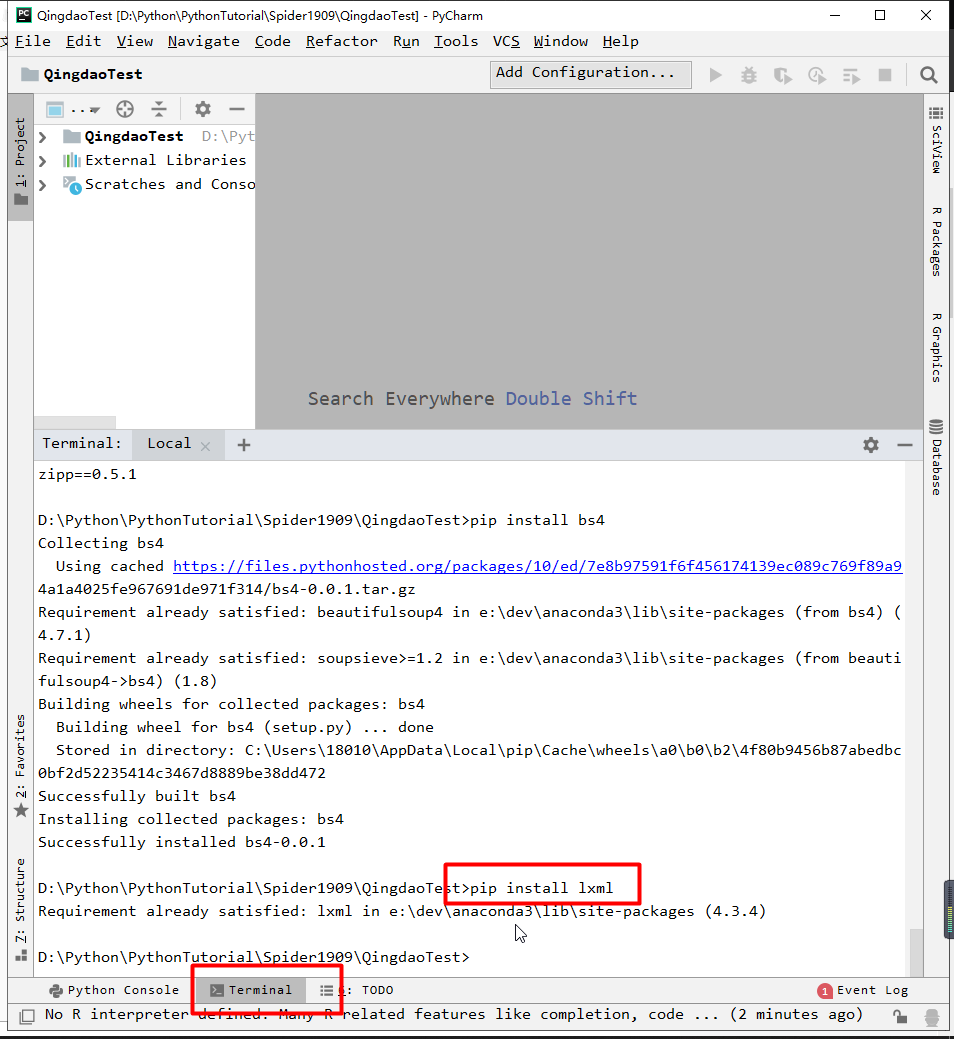 QingdaoTest [D:\Python\PythonTutorial\Spider1909\QingdaoTest] - PyCharm
File Edit View Navigate Code Refactor Run Tools VCS Window Help
QingdaoTest
Add Configuration...
1: Project
QingdaoTest D:\Pyt
External Libraries
Scratches and Conso
Search Everywhere Double Shift
SciView
R Packages
R Graphics
Database
Terminal: Local
zipp==0.5.1
D:\Python\PythonTutorial\Spider1909\QingdaoTest>pip install bs4
Collecting bs4
Using cached https://files.pythonhosted.org/packages/10/ed/7e8b97591f6f456174139ec089c769f89a9
4a1a4025fe967691de971f314/bs4-0.0.1.tar.gz
Requirement already satisfied: beautifulsoup4 in e:\dev\anaconda3\lib\site-packages (from bs4) (
4.7.1)
Requirement already satisfied: soupsieve>=1.2 in e:\dev\anaconda3\lib\site-packages (from beauti
fulsoup4->bs4) (1.8)
Building wheels for collected packages: bs4
Building wheel for bs4 (setup.py) ... done
Stored in directory: C:\Users\18010\AppData\Local\pip\Cache\wheels\a0\b0\b2\4f80b9456b87abedbc
0bf2d52235414c3467d8889be38dd472
Successfully built bs4
Installing collected packages: bs4
Successfully installed bs4-0.0.1
D:\Python\PythonTutorial\Spider1909\QingdaoTest>pip install lxml
Requirement already satisfied: lxml in e:\dev\anaconda3\lib\site-packages (4.3.4)
D:\Python\PythonTutorial\Spider1909\QingdaoTest>
2: Favorites
Z: Structure
Python Console
Terminal
6: TODO
1 Event Log
No R interpreter defined: Many R related features like completion, code ... (2 minutes ago)